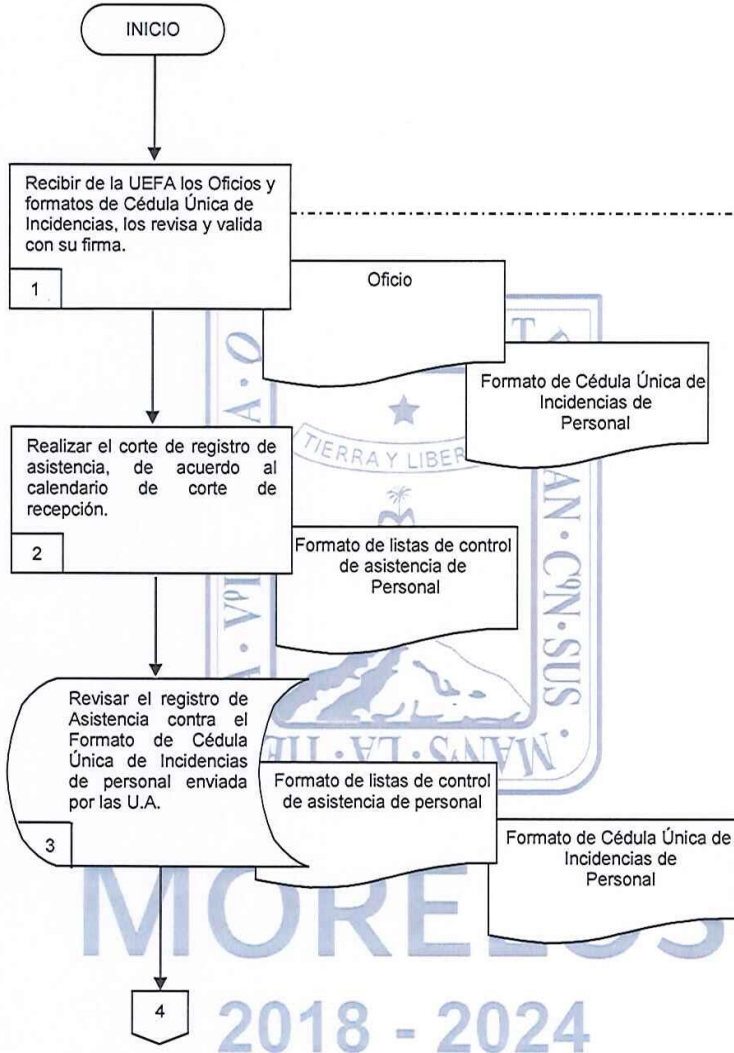 INICIO
Recibir de la UEFA los Oficios y
formatos de Cédula Única de
Incidencias, los revisa y valida
con su firma.
1
Oficio
Formato de Cédula Única de
Incidencias de
Personal
Realizar el corte de registro de
asistencia, de acuerdo al
calendario de corte de
recepción.
2
Formato de listas de control
de asistencia de
Personal
Revisar el registro de
Asistencia contra el
Formato de Cédula
Única de Incidencias
de personal enviada
por las U.A.
3
Formato de listas de control
de asistencia de personal
Formato de Cédula Única de
Incidencias de
Personal
4
TIERRA Y LIBER
CºN·SUS
MANºS·LA·TIE
MORELOS
2018 - 2024